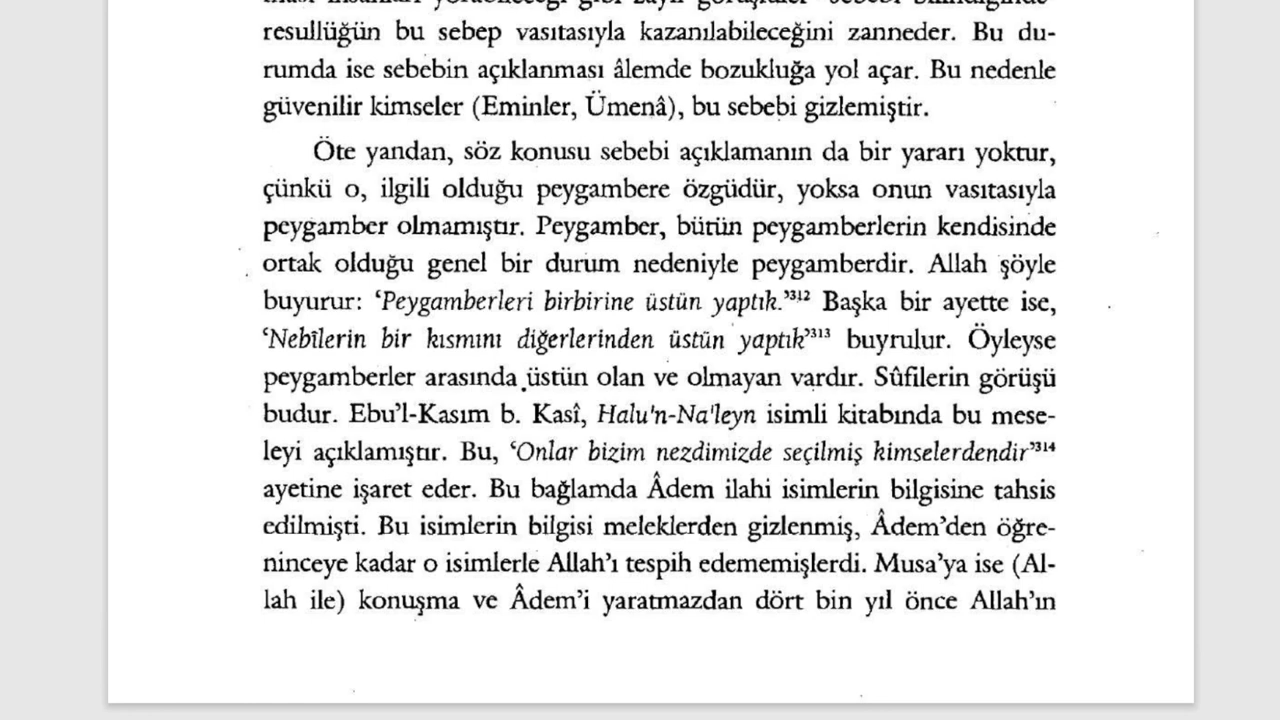 resullüğün bu sebep vasıtasıyla kazanılabileceğini zanneder. Bu du-
rumda ise sebebin açıklanması âlemde bozukluğa yol açar. Bu nedenle
güvenilir kimseler (Eminler, Ümenâ), bu sebebi gizlemiştir.
Öte yandan, söz konusu sebebi açıklamanın da bir yararı yoktur,
çünkü o, ilgili olduğu peygambere özgüdür, yoksa onun vasıtasıyla
peygamber olmamıştır. Peygamber, bütün peygamberlerin kendisinde
ortak olduğu genel bir durum nedeniyle peygamberdir. Allah şöyle
buyurur: ‘Peygamberleri birbirine üstün yaptık.’³¹² Başka bir ayette ise,
‘Nebîlerin bir kısmını diğerlerinden üstün yaptık’³¹³ buyrulur. Öyleyse
peygamberler arasında üstün olan ve olmayan vardır. Sûfilerin görüşü
budur. Ebu’l-Kasım b. Kasî, Halu'n-Na'leyn isimli kitabında bu mese-
leyi açıklamıştır. Bu, ‘Onlar bizim nezdimizde seçilmiş kimselerdendir’³¹⁴
ayetine işaret eder. Bu bağlamda Âdem ilahi isimlerin bilgisine tahsis
edilmişti. Bu isimlerin bilgisi meleklerden gizlenmiş, Âdem’den öğre-
ninceye kadar o isimlerle Allah’ı tespih edememişlerdi. Musa’ya ise (Al-
lah ile) konuşma ve Âdem’i yaratmazdan dört bin yıl önce Allah’ın